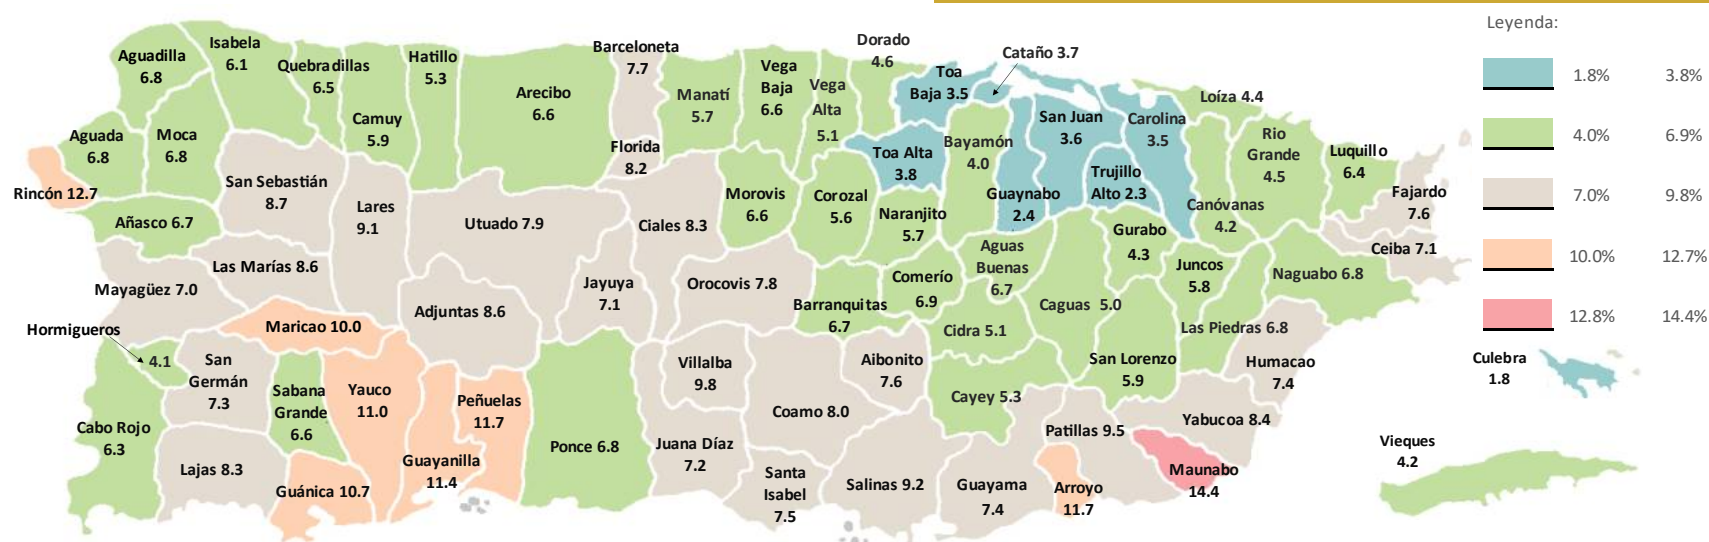 Leyenda:
1.8% 3.8%
4.0% 6.9%
7.0% 9.8%
10.0% 12.7%
12.8% 14.4%
Aguadilla
6.8
Isabela
6.1
Quebradillas
6.5
Camuy
5.9
Hatillo
5.3
Arecibo
6.6
Barceloneta
7.7
Florida
8.2
Manatí
5.7
Vega
Baja
6.6
Vega
Alta
5.1
Dorado
4.6
Toa
Baja 3.5
Cataño 3.7
Toa Alta
3.8
Bayamón
4.0
Guaynabo
2.4
San Juan
3.6
Trujillo
Alto 2.3
Carolina
3.5
Loíza 4.4
Canóvanas
4.2
Rio
Grande
4.5
Luquillo
6.4
Fajardo
7.6
Ceiba 7.1
Aguada
6.8
Moca
6.8
Rincón 12.7
Añasco 6.7
San Sebastián
8.7
Lares
9.1
Utuado 7.9
Ciales 8.3
Morovis
6.6
Corozal
5.6
Naranjito
5.7
Aguas
Buenas
6.7
Gurabo
4.3
Juncos
5.8
Naguabo 6.8
Mayagüez 7.0
Las Marías 8.6
Maricao 10.0
Adjuntas 8.6
Jayuya
7.1
Orocovis 7.8
Barranquitas
6.7
Comerío
6.9
Cidra 5.1
Caguas 5.0
San Lorenzo
5.9
Las Piedras 6.8
Humacao
7.4
Hormigueros
4.1
San
Germán
7.3
Sabana
Grande
6.6
Yauco
11.0
Guayanilla
11.4
Peñuelas
11.7
Ponce 6.8
Villalba
9.8
Juana Díaz
7.2
Coamo 8.0
Aibonito
7.6
Cayey 5.3
Patillas 9.5
Yabucoa 8.4
Maunabo
14.4
Cabo Rojo
6.3
Lajas 8.3
Guánica 10.7
Santa
Isabel
7.5
Salinas 9.2
Guayama
7.4
Arroyo
11.7
Culebra
1.8
Vieques
4.2